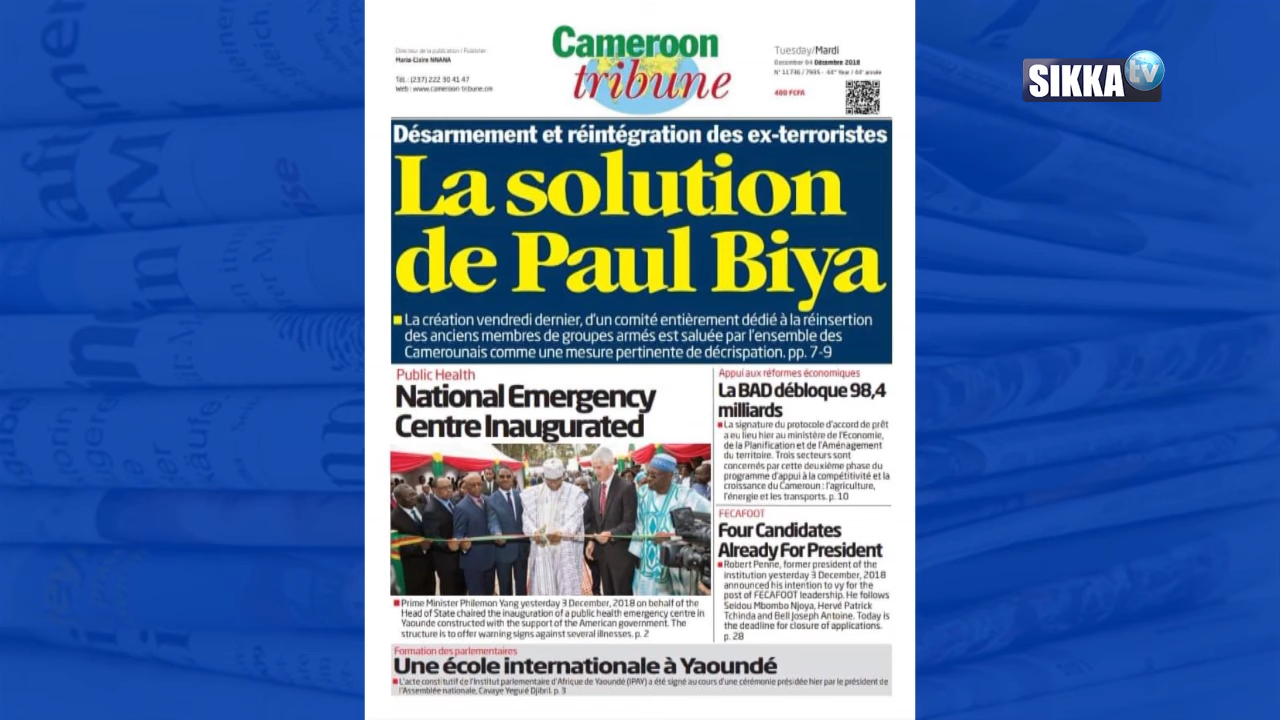 Directeur de la publication / Publisher
Marie-Claire NNANA
Tél. : (237) 222 30 41 47
Web : www.cameroon-tribune.cm
Cameroon
tribune
Tuesday/Mardi
December 04 Décembre 2018
N° 11736 / 7935 - 44th Year / 44e année
400 FCFA
SIKKA tv
Désarmement et réintégration des ex-terroristes
La solution
de Paul Biya
La création vendredi dernier, d'un comité entièrement dédié à la réinsertion
des anciens membres de groupes armés est saluée par l'ensemble des
Camerounais comme une mesure pertinente de décrispation. pp. 7-9
Public Health
National Emergency
Centre Inaugurated
Prime Minister Philemon Yang yesterday 3 December, 2018 on behalf of the
Head of State chaired the inauguration of a public health emergency centre in
Yaounde constructed with the support of the American government. The
structure is to offer warning signs against several illnesses. p. 2
Appui aux réformes économiques
La BAD débloque 98,4
milliards
La signature du protocole d'accord de prêt
a eu lieu hier au ministère de l'Economie,
de la Planification et de l'Aménagement
du territoire. Trois secteurs sont
concernés par cette deuxième phase du
programme d'appui à la compétitivité et la
croissance du Cameroun : l'agriculture,
l'énergie et les transports. p. 10
FECAFOOT
Four Candidates
Already For President
Robert Penne, former president of the
institution yesterday 3 December, 2018
announced his intention to vy for the
post of FECAFOOT leadership. He follows
Seidou Mbombo Njoya, Hervé Patrick
Tchinda and Bell Joseph Antoine. Today is
the deadline for closure of applications.
p. 28
Formation des parlementaires
Une école internationale à Yaoundé
L'acte constitutif de l'Institut parlementaire d'Afrique de Yaoundé (IPAY) a été signé au cours d'une cérémonie présidée hier par le président de
l'Assemblée nationale, Cavaye Yeguié Djibril. p. 3